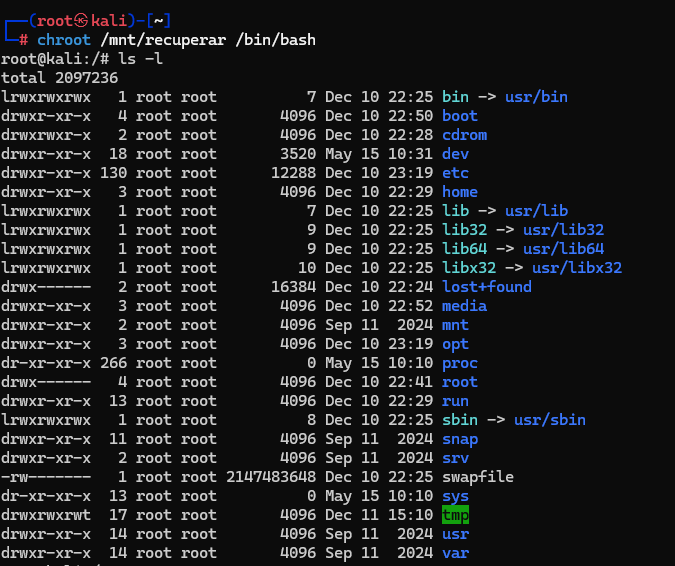 ┌──(root㉿kali)-[~]
└─# chroot /mnt/recuperar /bin/bash
root@kali:/# ls -l
total 2097236
lrwxrwxrwx   1 root root          7 Dec 10 22:25 bin -> usr/bin
drwxr-xr-x   4 root root       4096 Dec 10 22:50 boot
drwxr-xr-x   2 root root       4096 Dec 10 22:28 cdrom
drwxr-xr-x  18 root root       3520 May 15 10:31 dev
drwxr-xr-x 130 root root      12288 Dec 10 23:19 etc
drwxr-xr-x   3 root root       4096 Dec 10 22:29 home
lrwxrwxrwx   1 root root          7 Dec 10 22:25 lib -> usr/lib
lrwxrwxrwx   1 root root          9 Dec 10 22:25 lib32 -> usr/lib32
lrwxrwxrwx   1 root root          9 Dec 10 22:25 lib64 -> usr/lib64
lrwxrwxrwx   1 root root         10 Dec 10 22:25 libx32 -> usr/libx32
drwx------   2 root root      16384 Dec 10 22:24 lost+found
drwxr-xr-x   3 root root       4096 Dec 10 22:52 media
drwxr-xr-x   2 root root       4096 Sep 11  2024 mnt
drwxr-xr-x   3 root root       4096 Dec 10 23:19 opt
dr-xr-xr-x 266 root root          0 May 15 10:10 proc
drwx------   4 root root       4096 Dec 10 22:41 root
drwxr-xr-x  13 root root       4096 Dec 10 22:29 run
lrwxrwxrwx   1 root root          8 Dec 10 22:25 sbin -> usr/sbin
drwxr-xr-x  11 root root       4096 Sep 11  2024 snap
drwxr-xr-x   2 root root       4096 Sep 11  2024 srv
-rw-------   1 root root 2147483648 Dec 10 22:25 swapfile
dr-xr-xr-x  13 root root          0 May 15 10:10 sys
drwxrwxrwt  17 root root       4096 Dec 11 15:10 tmp
drwxr-xr-x  14 root root       4096 Sep 11  2024 usr
drwxr-xr-x  14 root root       4096 Sep 11  2024 var